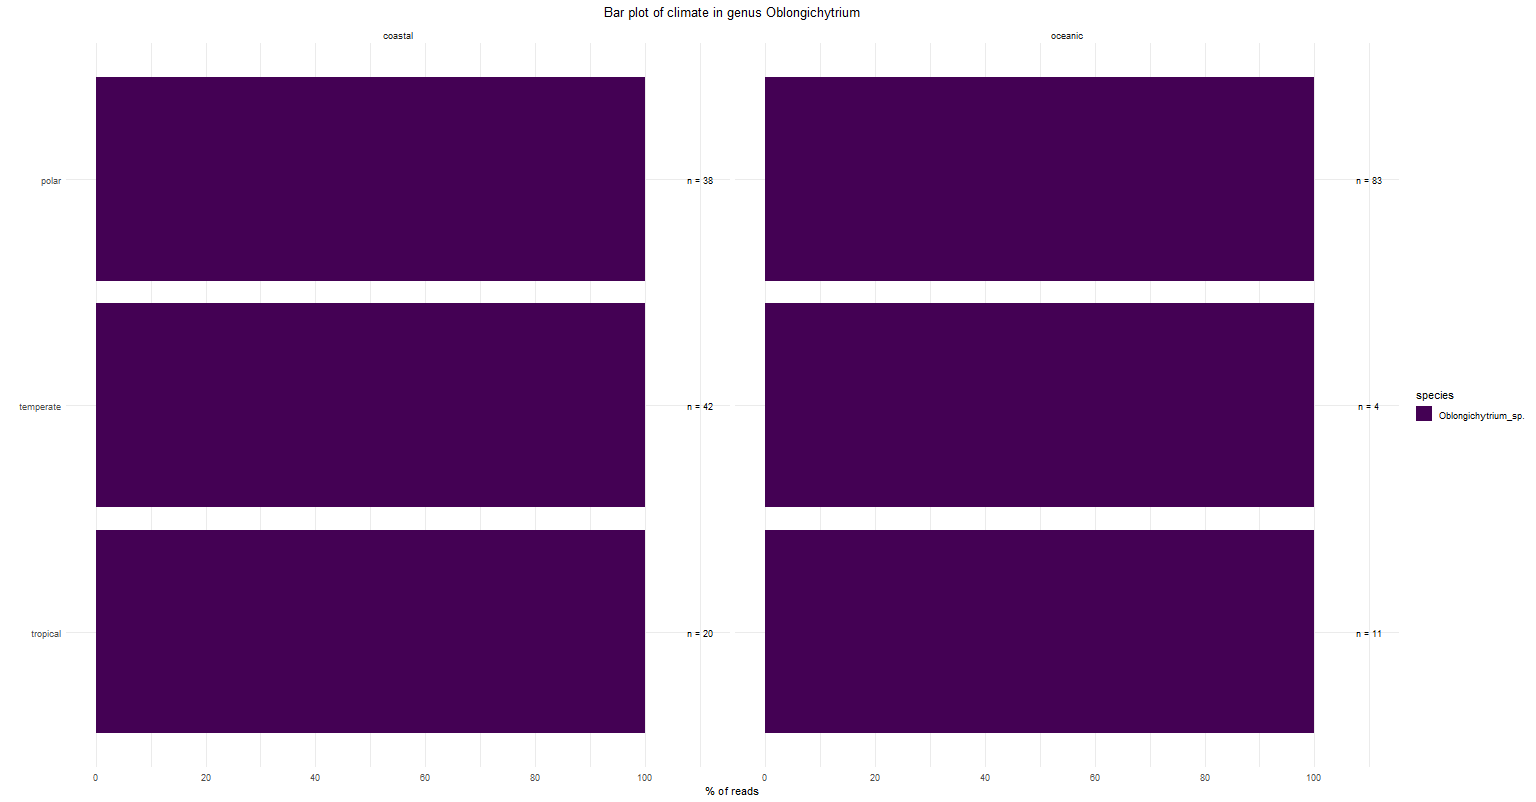 Bar plot of climate in genus Oblongichytrium
coastal
oceanic
polar
n = 38
n = 83
temperate
n = 42
n = 4
tropical
n = 20
n = 11
species
Oblongichytrium_sp.
0 20 40 60 80 100
0 20 40 60 80 100
% of reads